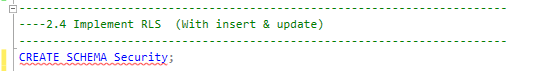 ---------------------------------------------------------------------
----2.4 Implement RLS  (With insert & update)
---------------------------------------------------------------------
CREATE SCHEMA Security;